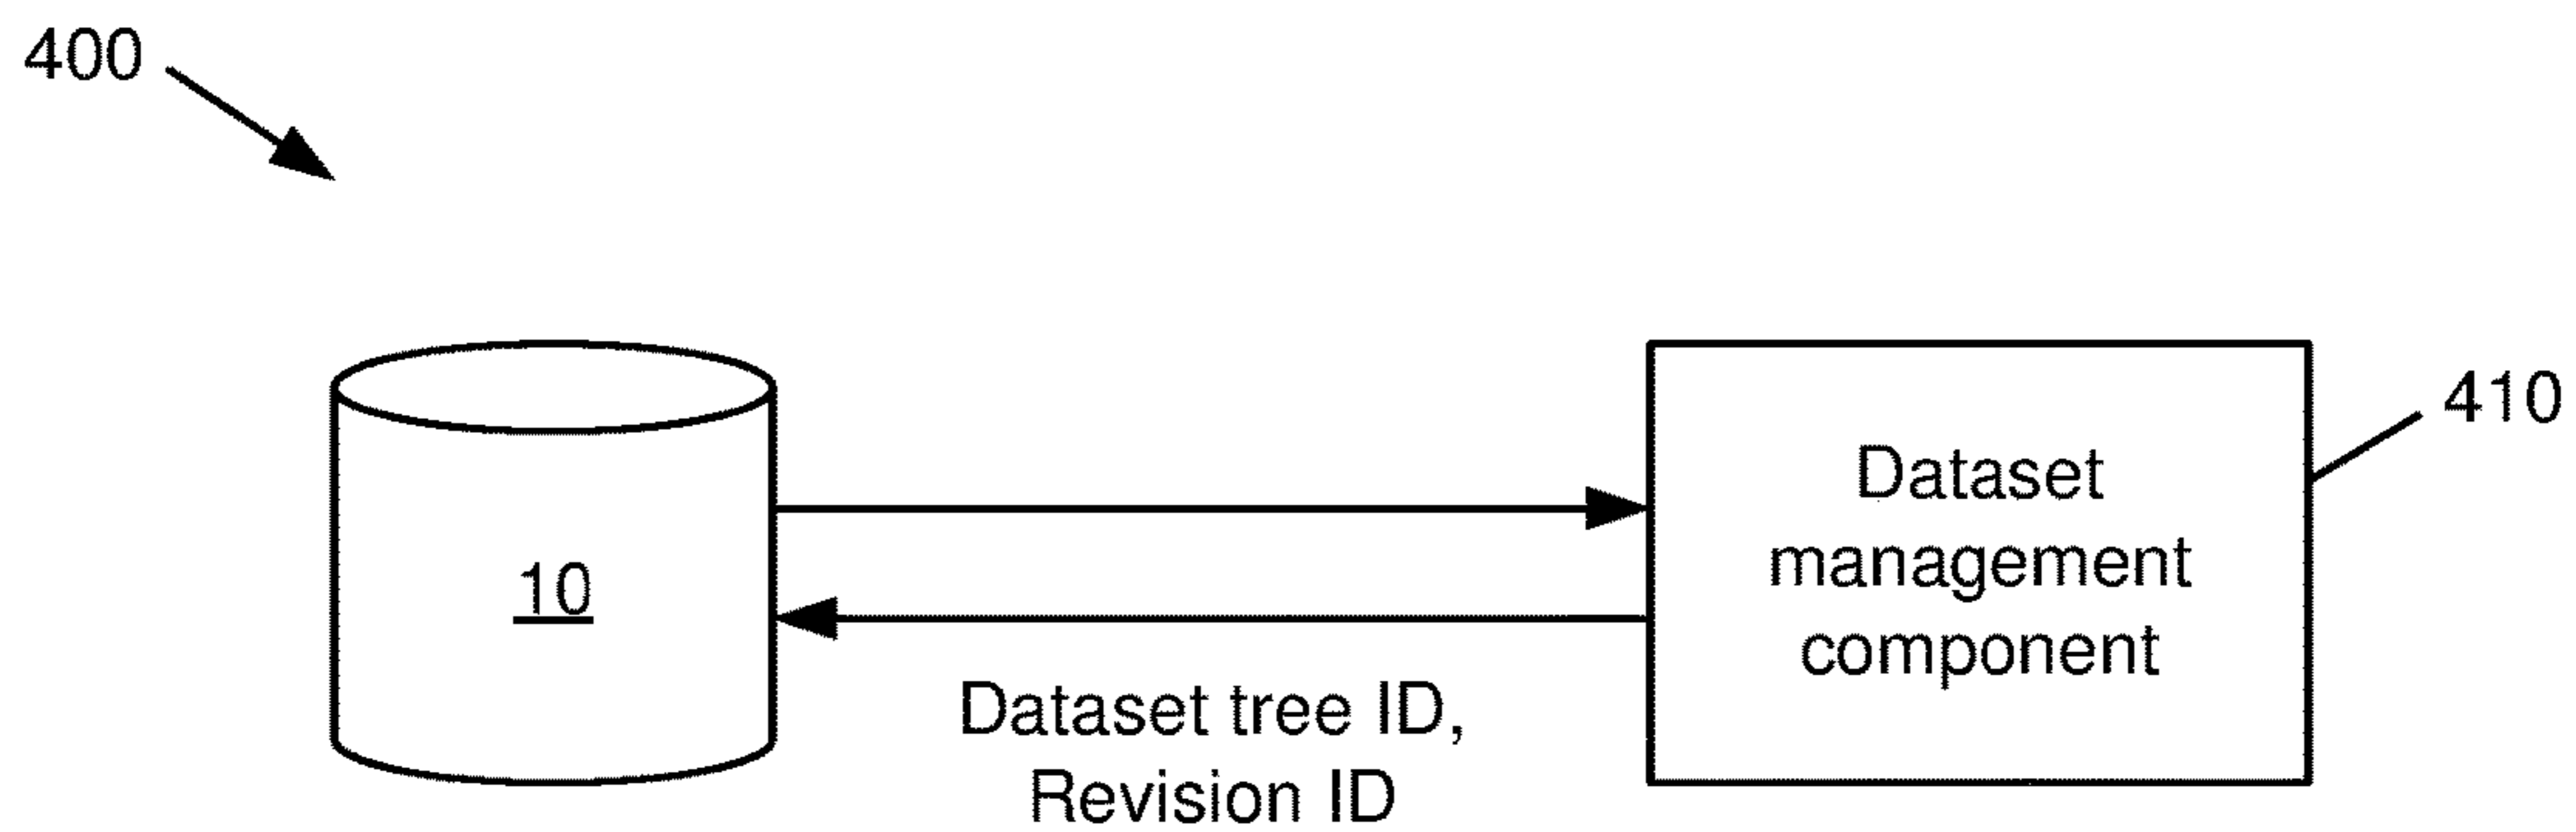 400
410
Dataset
management
component
10
Dataset tree ID,
Revision ID